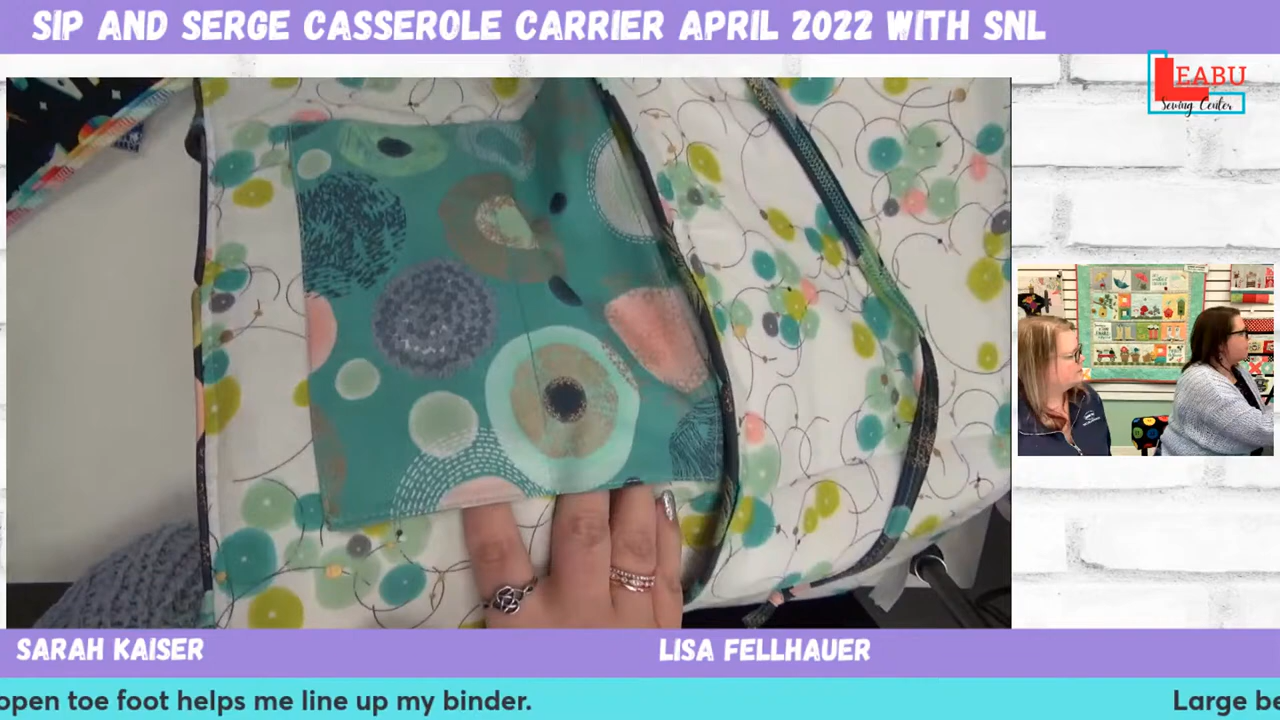 SIP AND SERGE CASSEROLE CARRIER APRIL 2022 WITH SNL
LEABU
Sewing Center
SARAH KAISER
LISA FELLHAUER
open toe foot helps me line up my binder.
Large be